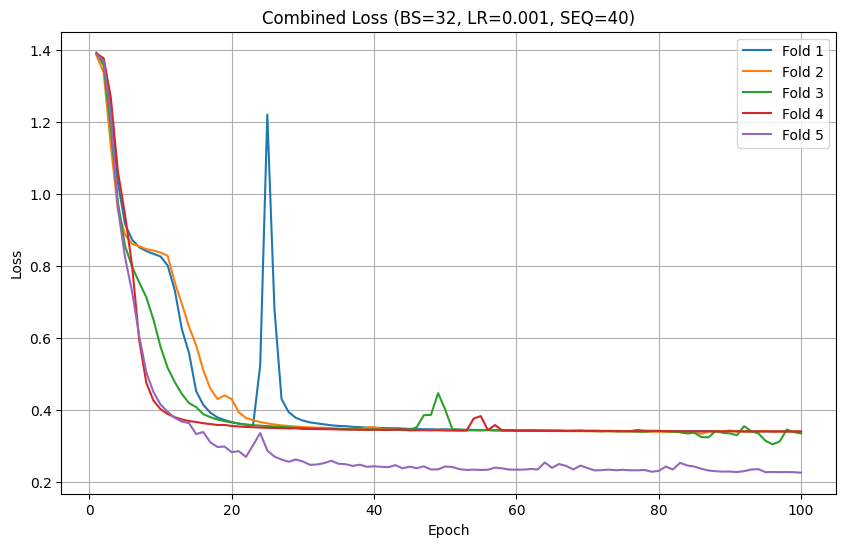 Combined Loss (BS=32, LR=0.001, SEQ=40)
Fold 1
Fold 2
Fold 3
Fold 4
Fold 5
Loss
1.4
1.2
1.0
0.8
0.6
0.4
0.2
0 20 40 60 80 100
Epoch